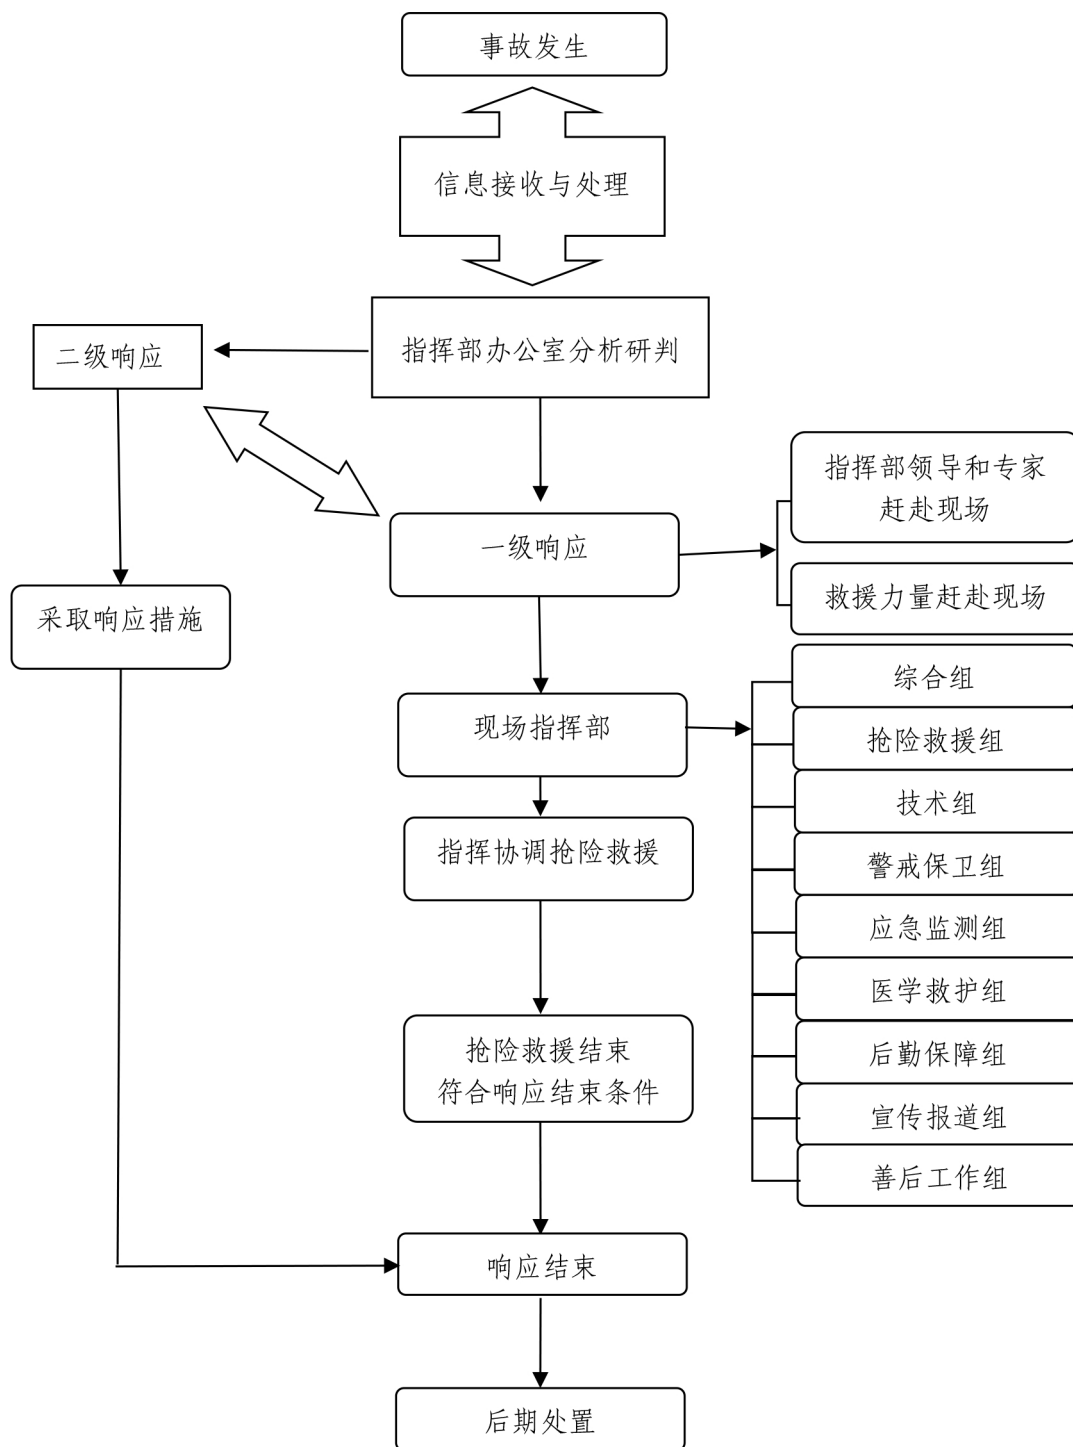 事故发生
信息接收与处理
指挥部办公室分析研判
二级响应
一级响应
指挥部领导和专家
赶赴现场
救援力量赶赴现场
采取响应措施
现场指挥部
综合组
抢险救援组
技术组
警戒保卫组
应急监测组
医学救护组
后勤保障组
宣传报道组
善后工作组
指挥协调抢险救援
抢险救援结束
符合响应结束条件
响应结束
后期处置